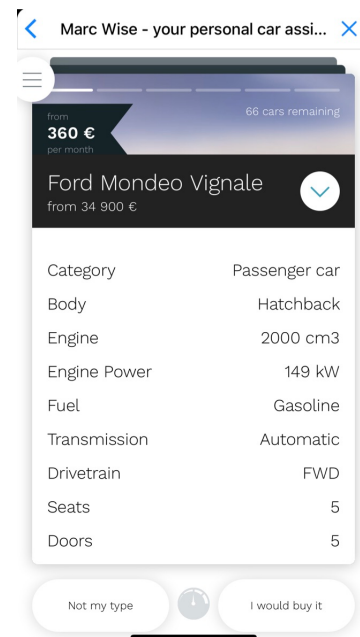 Marc Wise - your personal car assi...
from
360 €
per month
66 cars remaining
Ford Mondeo Vignale
from 34 900 €
Category Passenger car
Body Hatchback
Engine 2000 cm3
Engine Power 149 kW
Fuel Gasoline
Transmission Automatic
Drivetrain FWD
Seats 5
Doors 5
Not my type I would buy it